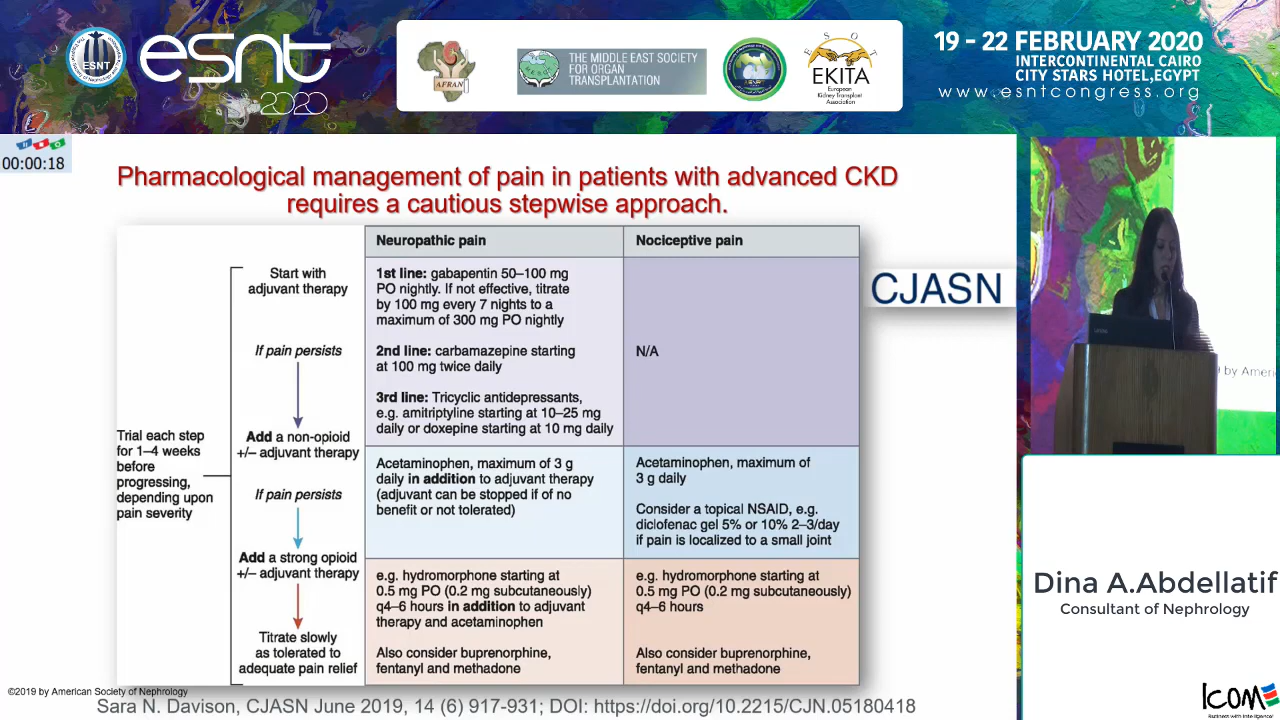 ESNT
esnt
2020
AFRAN
THE MIDDLE EAST SOCIETY
FOR ORGAN
TRANSPLANTATION
E S O T
EKITA
European
Kidney Transplant
Association
19 - 22 FEBRUARY 2020
INTERCONTINENTAL CAIRO
CITY STARS HOTEL,EGYPT
www.esntcongress.org
00:00:18
Pharmacological management of pain in patients with advanced CKD
requires a cautious stepwise approach.
CJASN
Neuropathic pain
Nociceptive pain
Trial each step
for 1–4 weeks
before
progressing,
depending upon
pain severity
Start with
adjuvant therapy
If pain persists
Add a non-opioid
+/– adjuvant therapy
If pain persists
Add a strong opioid
+/– adjuvant therapy
Titrate slowly
as tolerated to
adequate pain relief
1st line: gabapentin 50–100 mg
PO nightly. If not effective, titrate
by 100 mg every 7 nights to a
maximum of 300 mg PO nightly
2nd line: carbamazepine starting
at 100 mg twice daily
3rd line: Tricyclic antidepressants,
e.g. amitriptyline starting at 10–25 mg
daily or doxepine starting at 10 mg daily
N/A
Acetaminophen, maximum of 3 g
daily in addition to adjuvant therapy
(adjuvant can be stopped if of no
benefit or not tolerated)
Acetaminophen, maximum of
3 g daily
Consider a topical NSAID, e.g.
diclofenac gel 5% or 10% 2–3/day
if pain is localized to a small joint
e.g. hydromorphone starting at
0.5 mg PO (0.2 mg subcutaneously)
q4–6 hours in addition to adjuvant
therapy and acetaminophen
Also consider buprenorphine,
fentanyl and methadone
e.g. hydromorphone starting at
0.5 mg PO (0.2 mg subcutaneously)
q4–6 hours
Also consider buprenorphine,
fentanyl and methadone
©2019 by American Society of Nephrology
Sara N. Davison, CJASN June 2019, 14 (6) 917-931; DOI: https://doi.org/10.2215/CJN.05180418
by Ameri
Dina A.Abdellatif
Consultant of Nephrology
ICOM
Business with Intelligence!